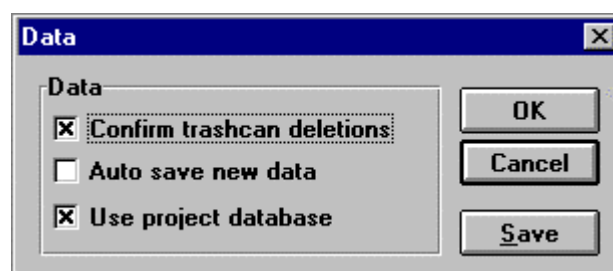 Data
Data
Confirm trashcan deletions
Auto save new data
Use project database
OK
Cancel
Save